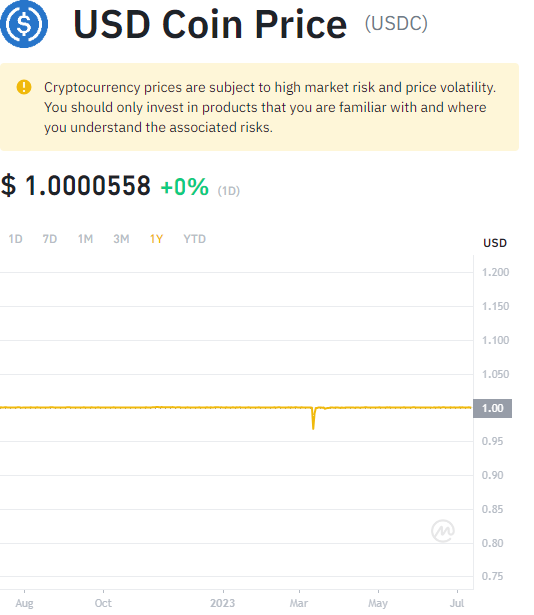 USD Coin Price (USDC)
Cryptocurrency prices are subject to high market risk and price volatility.
You should only invest in products that you are familiar with and where
you understand the associated risks.
$ 1.0000558 +0% (1D)
1D 7D 1M 3M 1Y YTD
USD
1.200
1.150
1.100
1.050
1.00
0.95
0.90
0.85
0.80
0.75
Aug Oct 2023 Mar May Jul